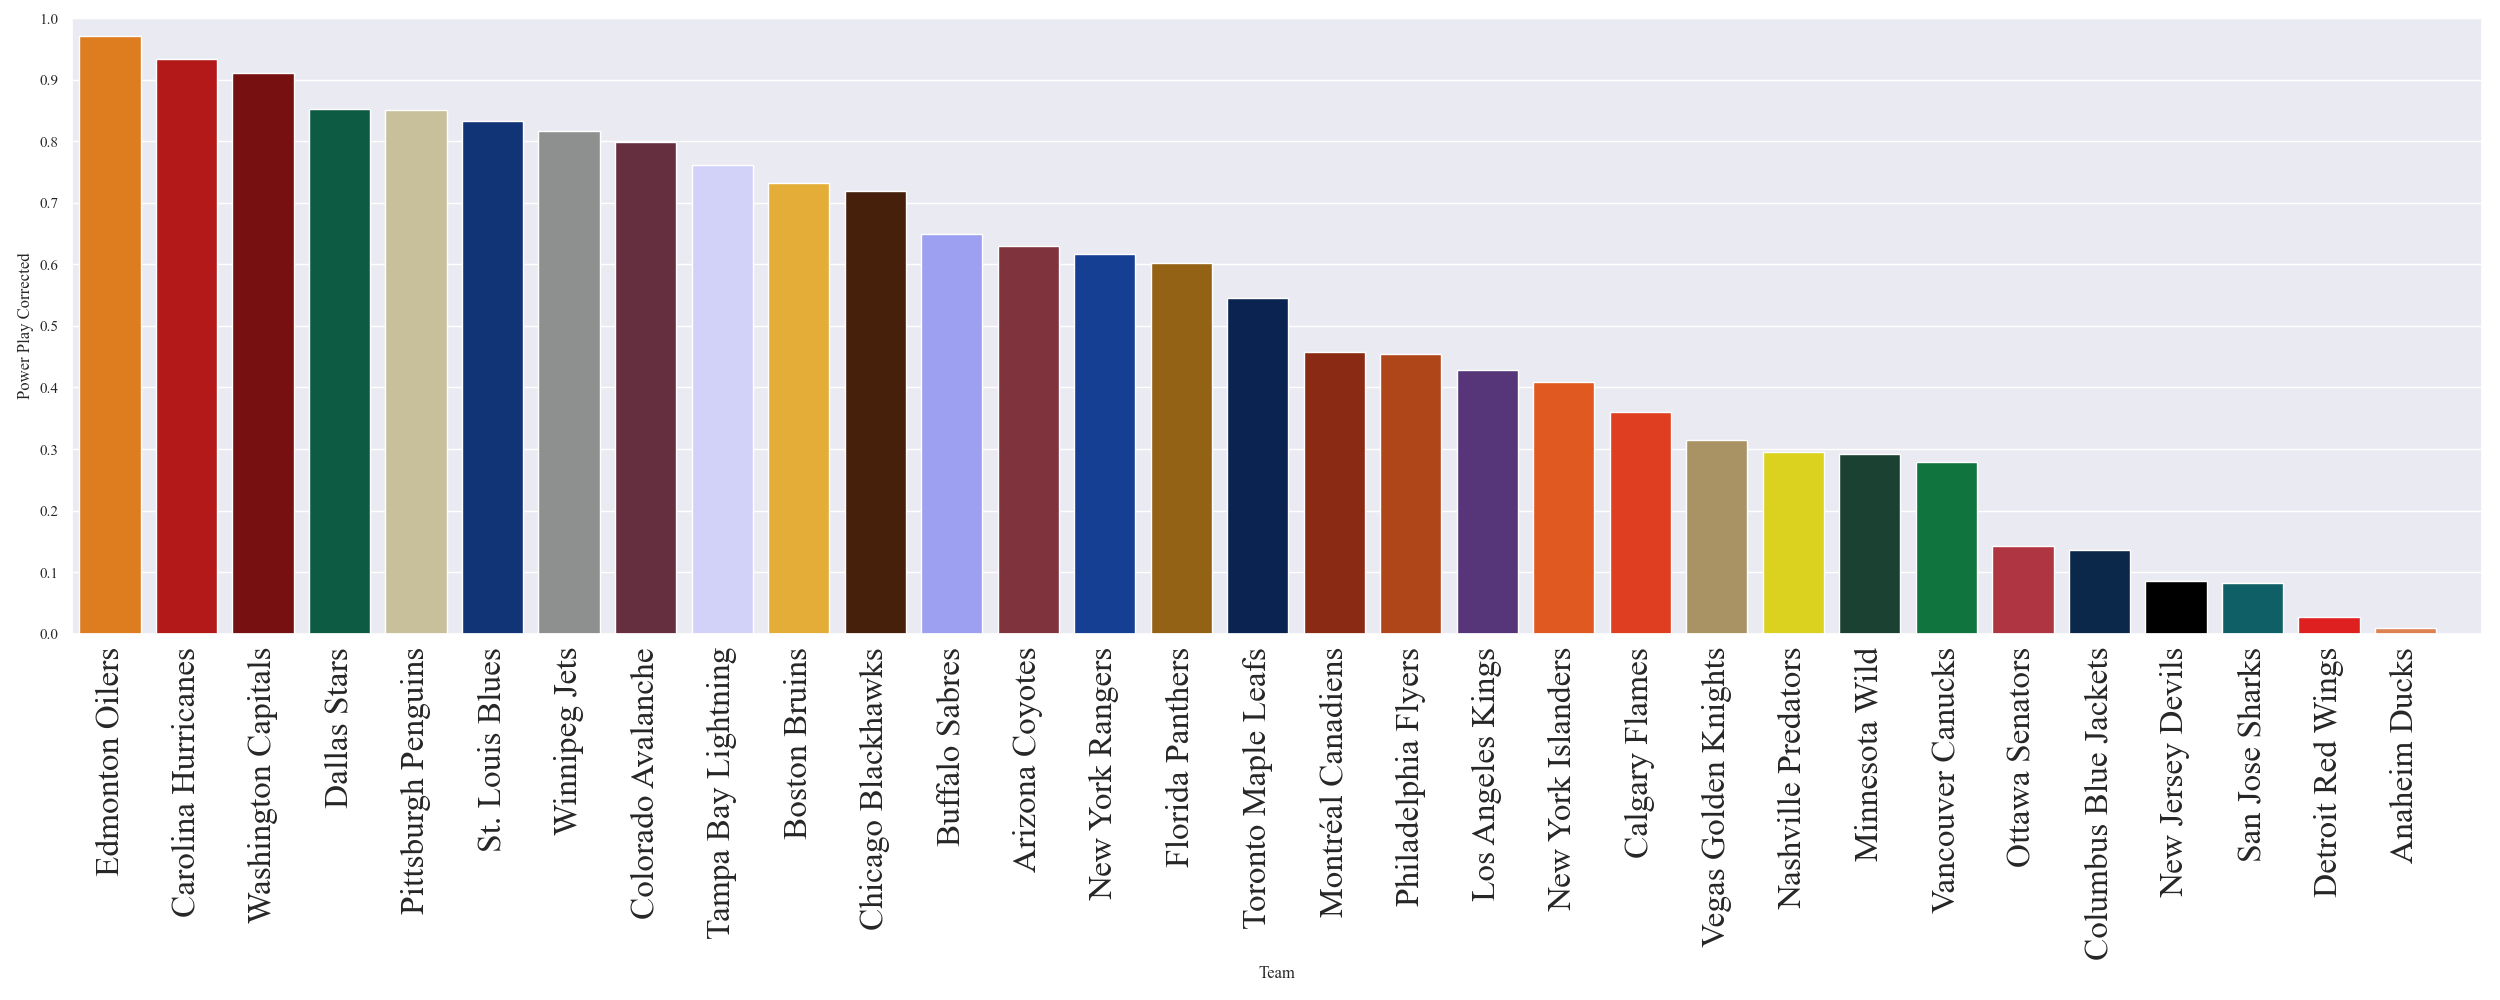 1.0
0.9
0.8
0.7
0.6
0.5
0.4
0.3
0.2
0.1
0.0
Power Play Corrected
Edmonton Oilers
Carolina Hurricanes
Washington Capitals
Dallas Stars
Pittsburgh Penguins
St. Louis Blues
Winnipeg Jets
Colorado Avalanche
Tampa Bay Lightning
Boston Bruins
Chicago Blackhawks
Buffalo Sabres
Arizona Coyotes
New York Rangers
Florida Panthers
Toronto Maple Leafs
Montréal Canadiens
Philadelphia Flyers
Los Angeles Kings
New York Islanders
Calgary Flames
Vegas Golden Knights
Nashville Predators
Minnesota Wild
Vancouver Canucks
Ottawa Senators
Columbus Blue Jackets
New Jersey Devils
San Jose Sharks
Detroit Red Wings
Anaheim Ducks
Team